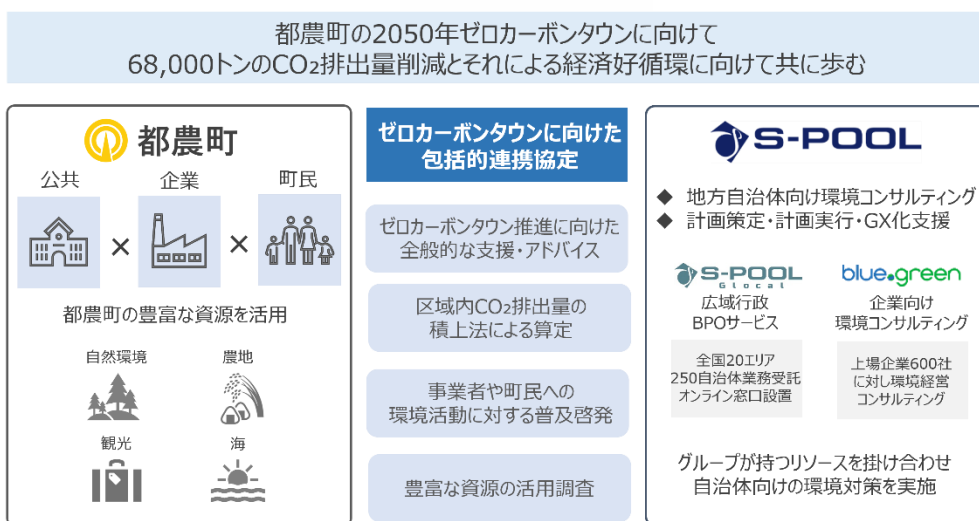 都農町の2050年ゼロカーボンタウンに向けて
68,000トンのCO₂排出量削減とそれによる経済好循環に向けて共に歩む
都農町
公共
企業
町民
×
×
都農町の豊富な資源を活用
自然環境
農地
観光
海
ゼロカーボンタウンに向けた
包括的連携協定
ゼロカーボンタウン推進に向けた
全般的な支援・アドバイス
区域内CO₂排出量の
積上法による算定
事業者や町民への
環境活動に対する普及啓発
豊富な資源の活用調査
S-POOL
◆ 地方自治体向け環境コンサルティング
◆ 計画策定・計画実行・GX化支援
S-POOL
Glocal
広域行政
BPOサービス
全国20エリア
250自治体業務受託
オンライン窓口設置
blue.green
企業向け
環境コンサルティング
上場企業600社
に対し環境経営
コンサルティング
グループが持つリソースを掛け合わせ
自治体向けの環境対策を実施